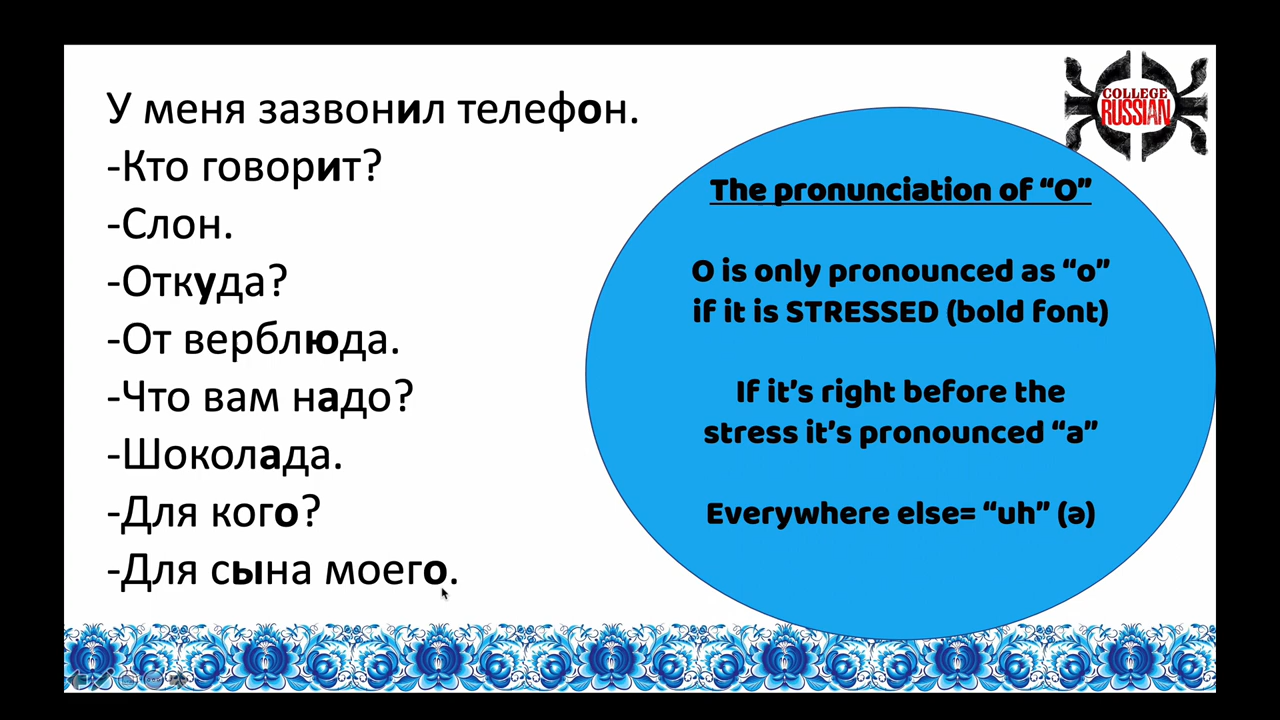 У меня зазвонил телефон.
-Кто говорит?
-Слон.
-Откуда?
-От верблюда.
-Что вам надо?
-Шоколада.
-Для кого?
-Для сына моего.
COLLEGE
RUSSIAN
The pronunciation of “O”
O is only pronounced as “o”
if it is STRESSED (bold font)
If it’s right before the
stress it’s pronounced “a”
Everywhere else= “uh” (ə)